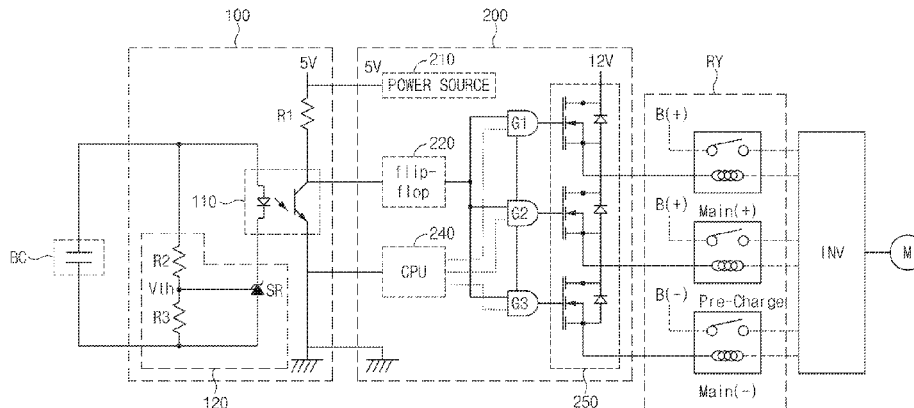 100
200
5V
5V
210
POWER SOURCE
12V
RY
R1
G1
B(+)
220
flip-
flop
110
Main(+)
G2
B(+)
240
CPU
BC
R2
Vth
SR
R3
INV
M
G3
B(-)
Pre-Charge
Main(-)
120
250